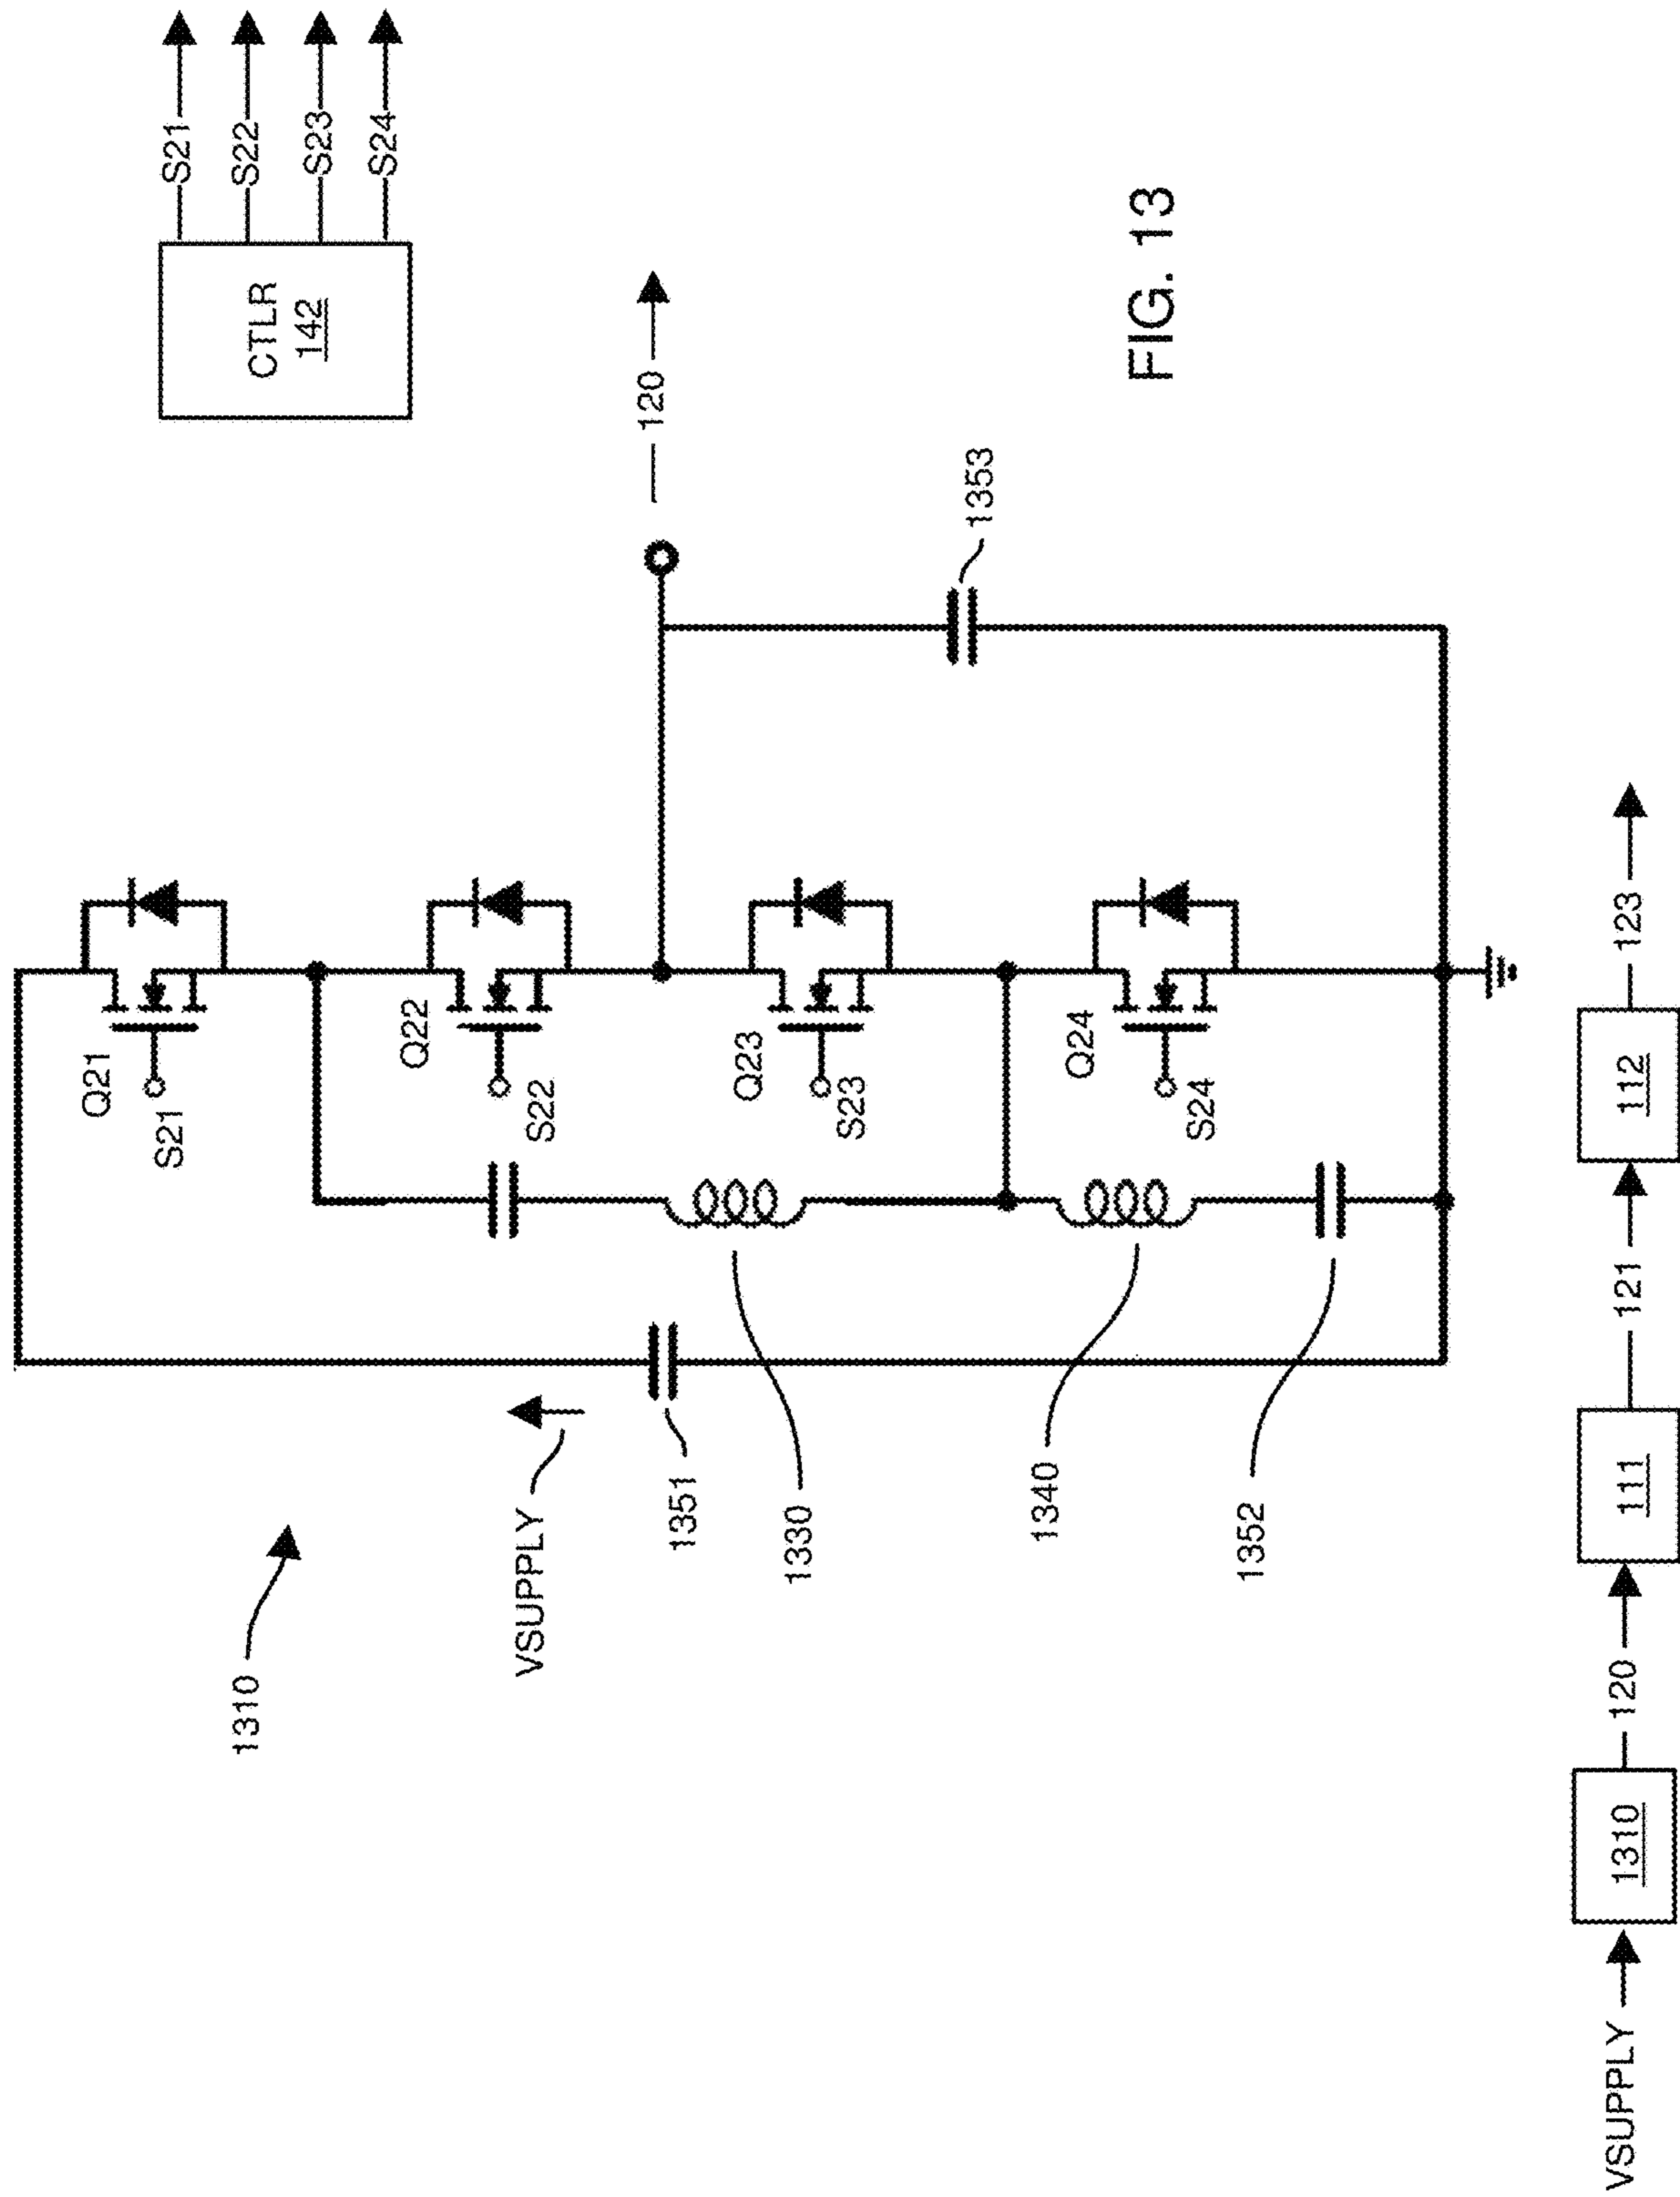 S21
S22
S23
S24
CTLR
142
120
FIG. 13
1353
Q21
S21
Q22
S22
Q23
S23
Q24
S24
1310
VSUPPLY
1351
1330
1340
1352
VSUPPLY
1310
120
111
121
112
123